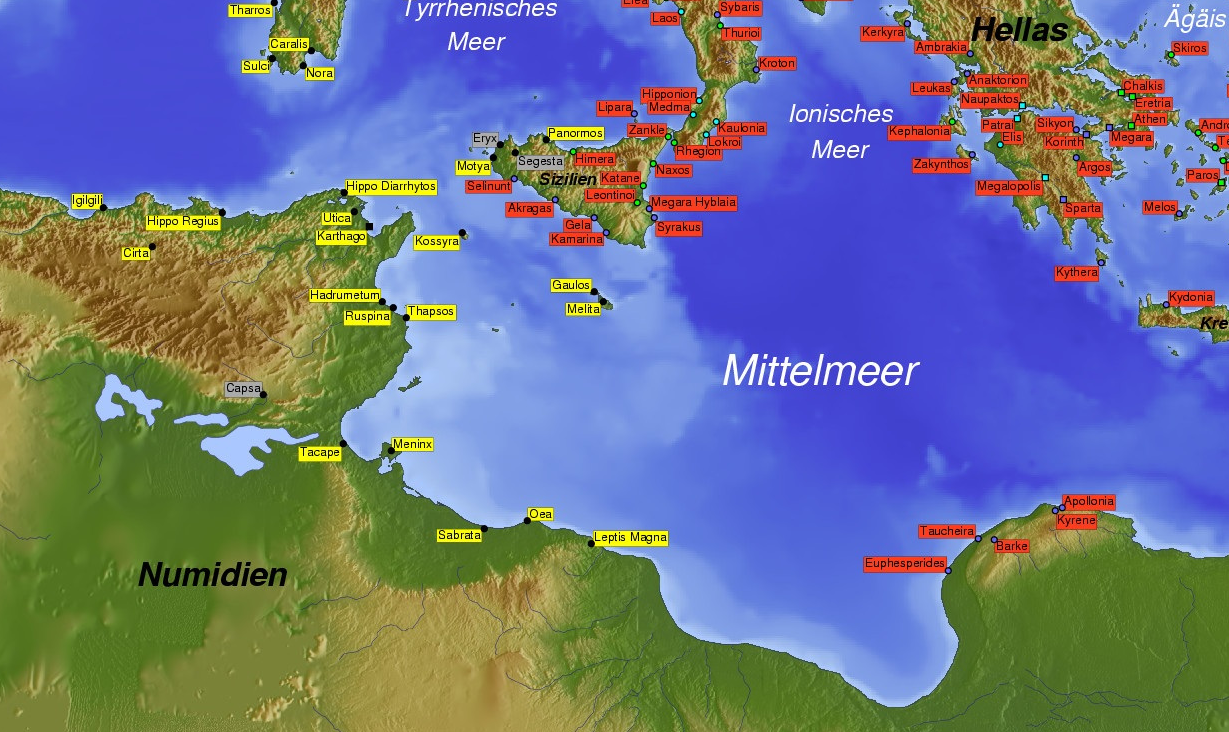 Tyrrhenisches
Meer
Ägäis
Hellas
Ionisches
Meer
Mittelmeer
Numidien
Sizilien
Tharros
Caralis
Sulci
Nora
Laos
Sybaris
Thurioi
Kroton
Hipponion
Medma
Lipara
Zankle
Kaulonia
Lokroi
Rhegion
Eryx
Panormos
Segesta
Himera
Motya
Selinunt
Naxos
Katane
Leontinoi
Akragas
Megara Hyblaia
Gela
Syrakus
Kamarina
Kerkyra
Ambrakia
Skiros
Leukas
Anaktorion
Naupaktos
Chalkis
Eretria
Patrai
Sikyon
Athen
Kephalonia
Elis
Korinth
Megara
Zakynthos
Argos
Megalopolis
Paros
Sparta
Melos
Kythera
Kydonia
Igilgili
Hippo Regius
Hippo Diarrhytos
Utica
Karthago
Cirta
Kossyra
Gaulos
Melita
Hadrumetum
Ruspina
Thapsos
Capsa
Tacape
Meninx
Sabrata
Oea
Leptis Magna
Apollonia
Kyrene
Taucheira
Barke
Euphesperides
Kre
Andro